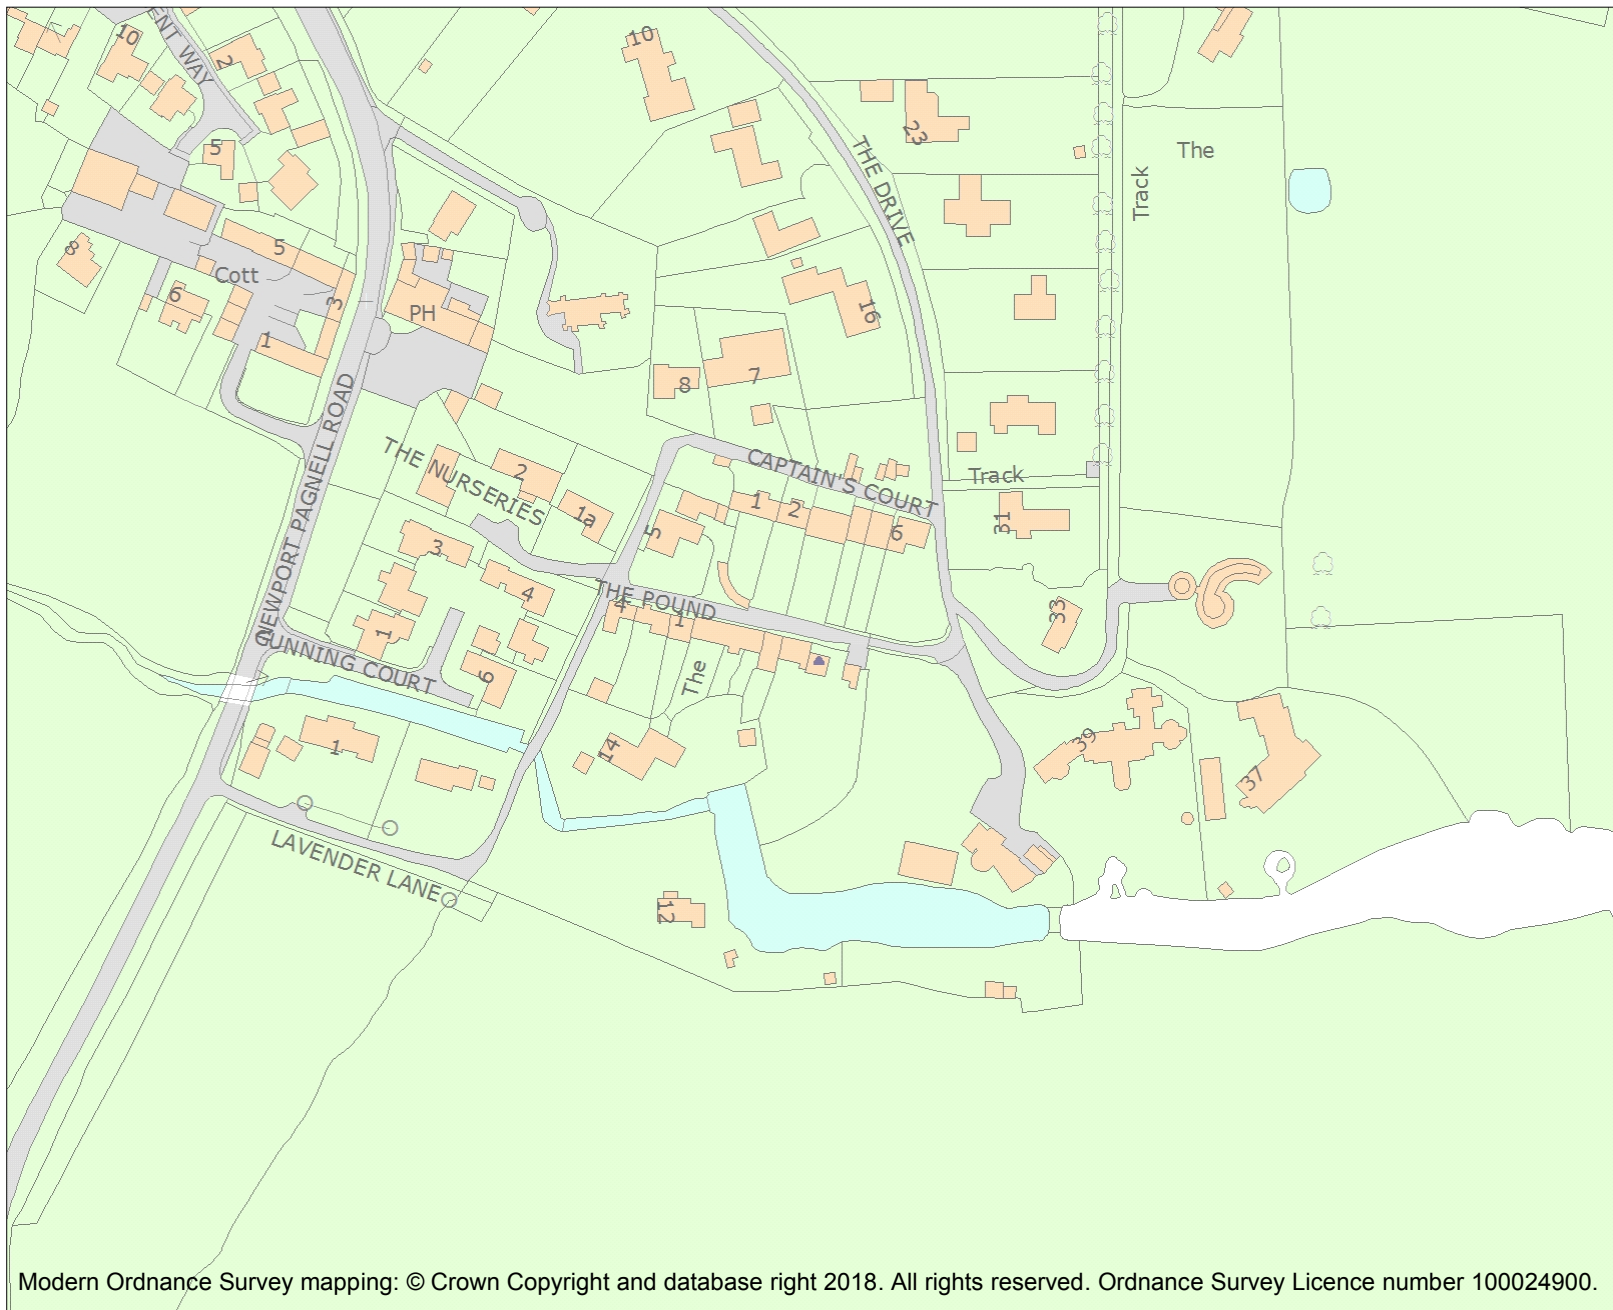 10
ENT WAY
2
5
8
6
5
Cott
3
1
PH
10
23
THE DRIVE
16
7
8
The
Track
Track
NEWPORT PAGNELL ROAD
THE NURSERIES
2
1a
3
4
1
6
GUNNING COURT
CAPTAIN'S COURT
1
2
6
5
THE POUND
4
1
The
31
33
39
37
1
14
12
LAVENDER LANE
Modern Ordnance Survey mapping: © Crown Copyright and database right 2018. All rights reserved. Ordnance Survey Licence number 100024900.